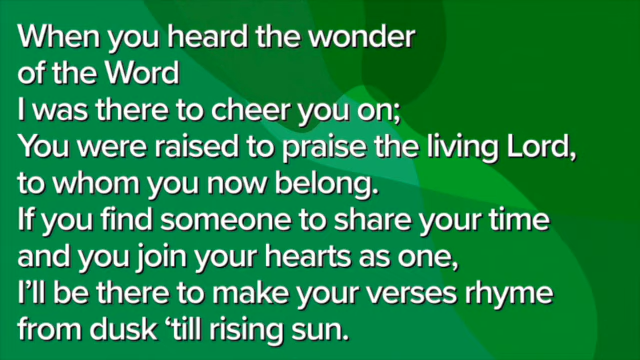 When you heard the wonder
of the Word
I was there to cheer you on;
You were raised to praise the living Lord,
to whom you now belong.
If you find someone to share your time
and you join your hearts as one,
I’ll be there to make your verses rhyme
from dusk ‘till rising sun.